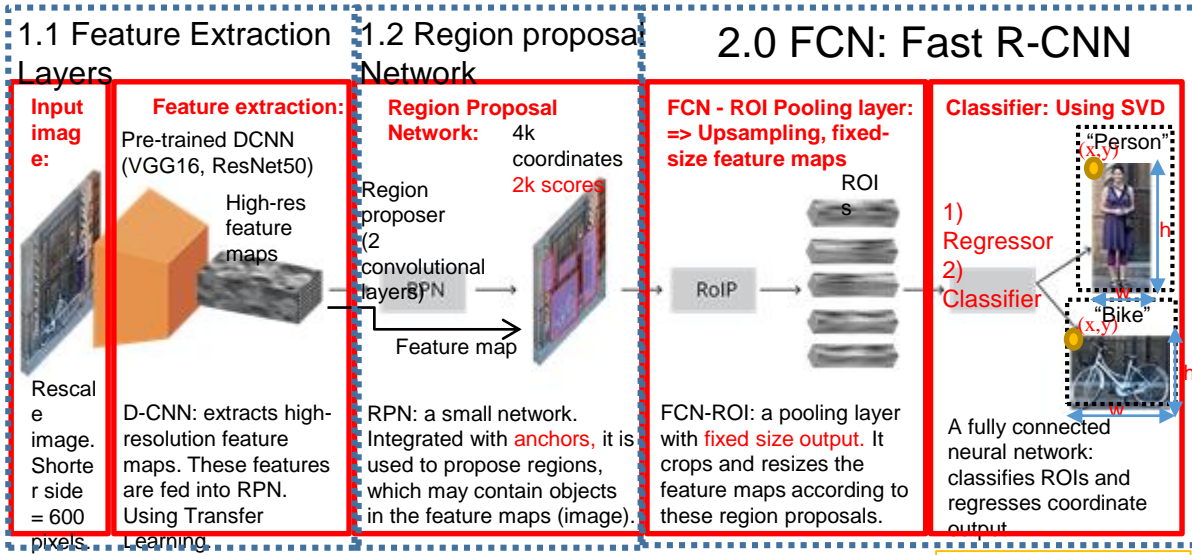 1.1 Feature Extraction
Layers
1.2 Region proposal
Network
2.0 FCN: Fast R-CNN
Input
imag
e:
Rescal
e
image.
Shorte
r side
= 600
pixels.
Feature extraction:
Pre-trained DCNN
(VGG16, ResNet50)
High-res
feature
maps
D-CNN: extracts high-
resolution feature
maps. These features
are fed into RPN.
Using Transfer
Learning.
Region Proposal
Network:
4k
coordinates
2k scores
Region
proposer
(2
convolutional
layers)
RPN
Feature map
RPN: a small network.
Integrated with anchors, it is
used to propose regions,
which may contain objects
in the feature maps (image).
FCN - ROI Pooling layer:
=> Upsampling, fixed-
size feature maps
ROI
s
RoIP
FCN-ROI: a pooling layer
with fixed size output. It
crops and resizes the
feature maps according to
these region proposals.
Classifier: Using SVD
“Person”
(x,y)
h
w
1)
Regressor
2)
Classifier
“Bike”
(x,y)
h
w
A fully connected
neural network:
classifies ROIs and
regresses coordinate
output